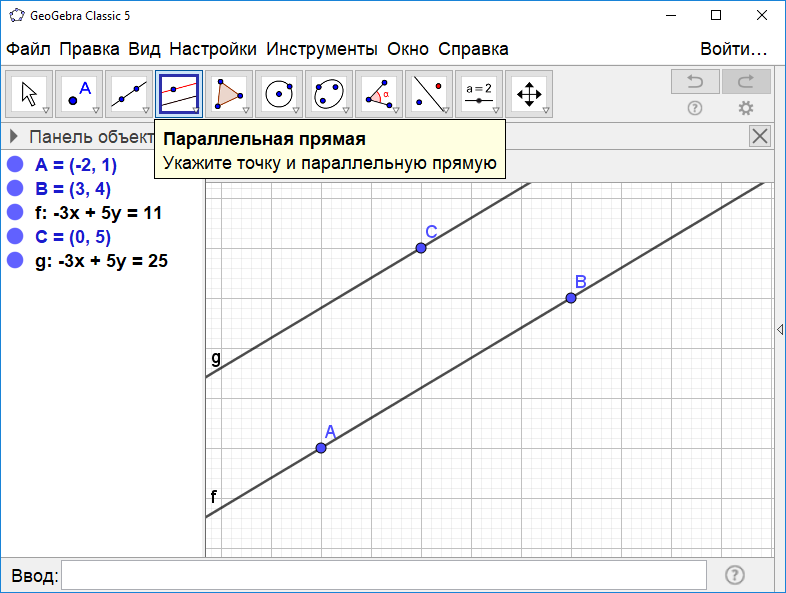 GeoGebra Classic 5
Файл Правка Вид Настройки Инструменты Окно Справка Войти...
A α a = 2
Панель объект
Параллельная прямая
Укажите точку и параллельную прямую
A = (-2, 1)
B = (3, 4)
f: -3x + 5y = 11
C = (0, 5)
g: -3x + 5y = 25
C
B
g
A
f
Ввод: